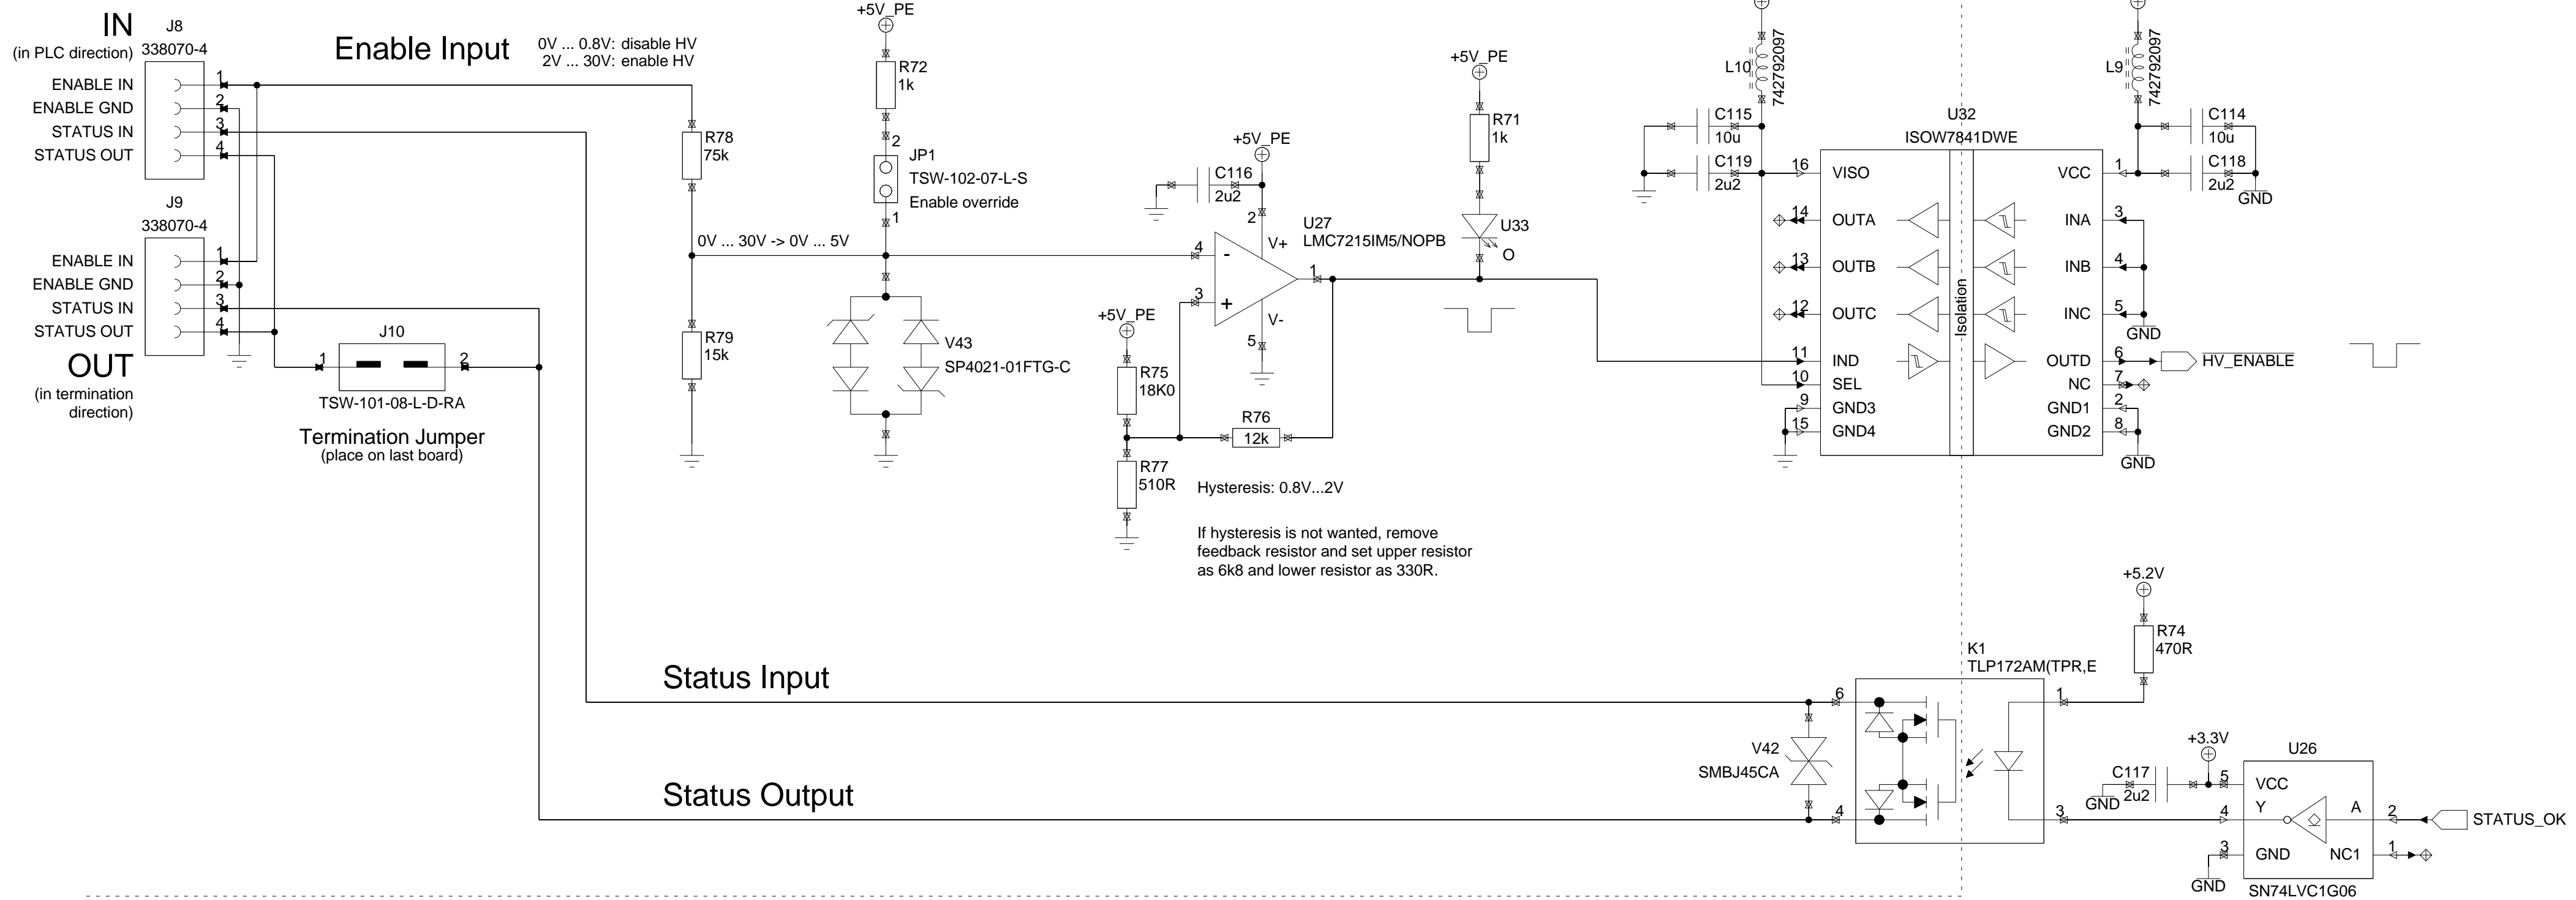 IN
(in PLC direction)
J8
338070-4
ENABLE IN
ENABLE GND
STATUS IN
STATUS OUT
1
2
3
4
J9
338070-4
ENABLE IN
ENABLE GND
STATUS IN
STATUS OUT
1
2
3
4
OUT
(in termination
direction)
J10
1
2
TSW-101-08-L-D-RA
Termination Jumper
(place on last board)
Enable Input
0V ... 0.8V: disable HV
2V ... 30V: enable HV
R78
75k
0V ... 30V -> 0V ... 5V
R79
15k
+5V_PE
R72
1k
2
JP1
TSW-102-07-L-S
Enable override
1
V43
SP4021-01FTG-C
+5V_PE
C116
2u2
2
U27
LMC7215IM5/NOPB
V+
4
-
1
3
+
V-
5
+5V_PE
R75
18K0
R76
12k
R77
510R
Hysteresis: 0.8V...2V
If hysteresis is not wanted, remove
feedback resistor and set upper resistor
as 6k8 and lower resistor as 330R.
+5V_PE
R71
1k
U33
O
L10
742792097
C115
10u
C119
2u2
L9
742792097
C114
10u
C118
2u2
GND
U32
ISOW7841DWE
Isolation
16
VISO
VCC
1
14
OUTA
INA
3
13
OUTB
INB
4
12
OUTC
INC
5
GND
11
IND
OUTD
6
HV_ENABLE
10
SEL
NC
7
9
GND3
GND1
2
15
GND4
GND2
8
GND
Status Input
Status Output
V42
SMBJ45CA
K1
TLP172AM(TPR,E
6
4
1
3
+5.2V
R74
470R
+3.3V
C117
2u2
GND
U26
5
VCC
4
Y
A
2
STATUS_OK
3
GND
NC1
1
GND
SN74LVC1G06